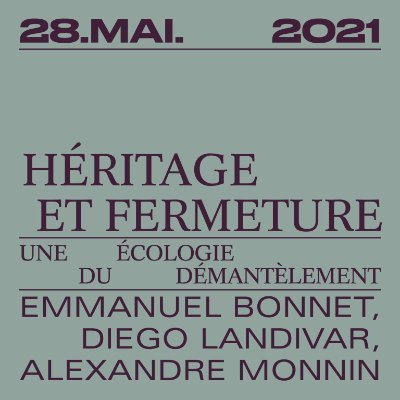 28.MAI. 2021
HÉRITAGE
ET FERMETURE
UNE ÉCOLOGIE
DU DÉMANTÈLEMENT
EMMANUEL BONNET,
DIEGO LANDIVAR,
ALEXANDRE MONNIN